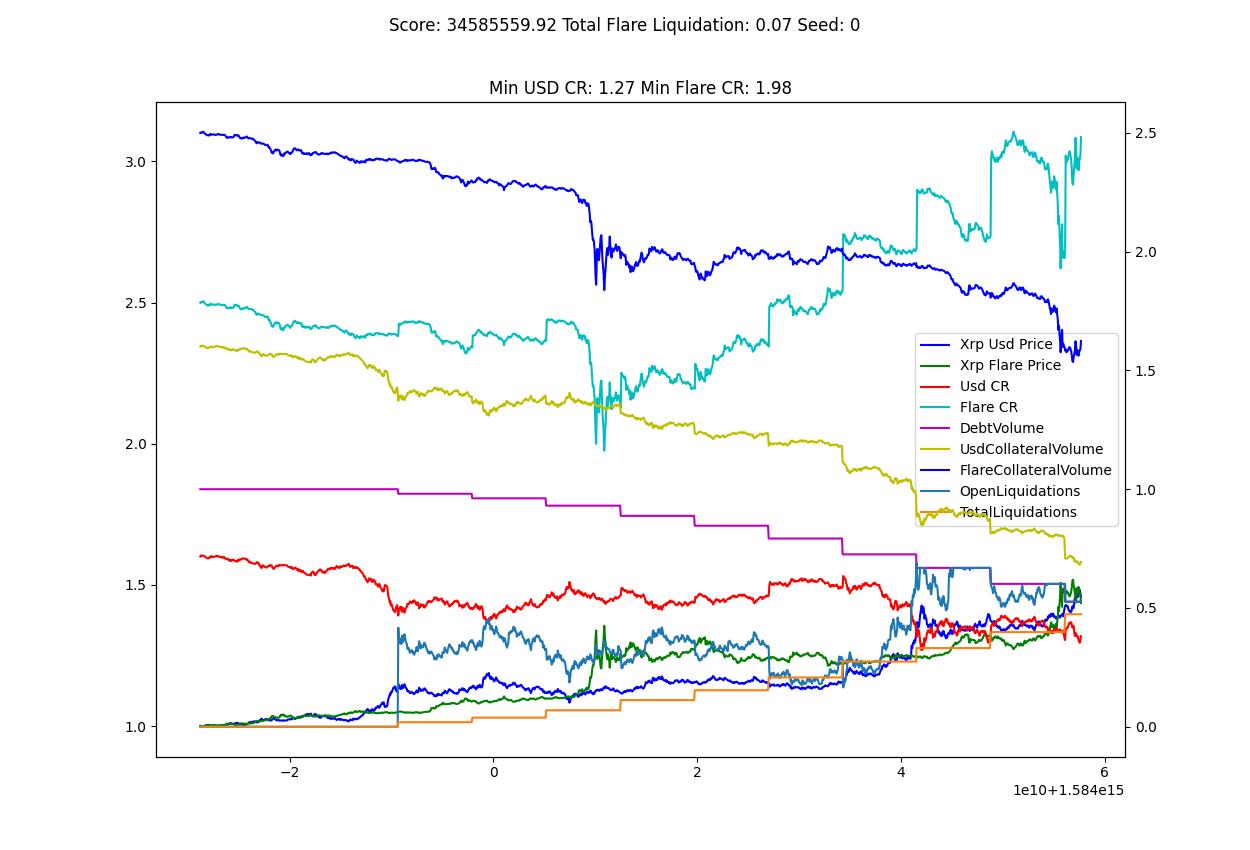 Score: 34585559.92 Total Flare Liquidation: 0.07 Seed: 0
Min USD CR: 1.27 Min Flare CR: 1.98
3.0
2.5
2.0
1.5
1.0
2.5
2.0
1.5
1.0
0.5
0.0
Xrp Usd Price
Xrp Flare Price
Usd CR
Flare CR
DebtVolume
UsdCollateralVolume
FlareCollateralVolume
OpenLiquidations
TotalLiquidations
−2 0 2 4 6
1e10+1.584e15